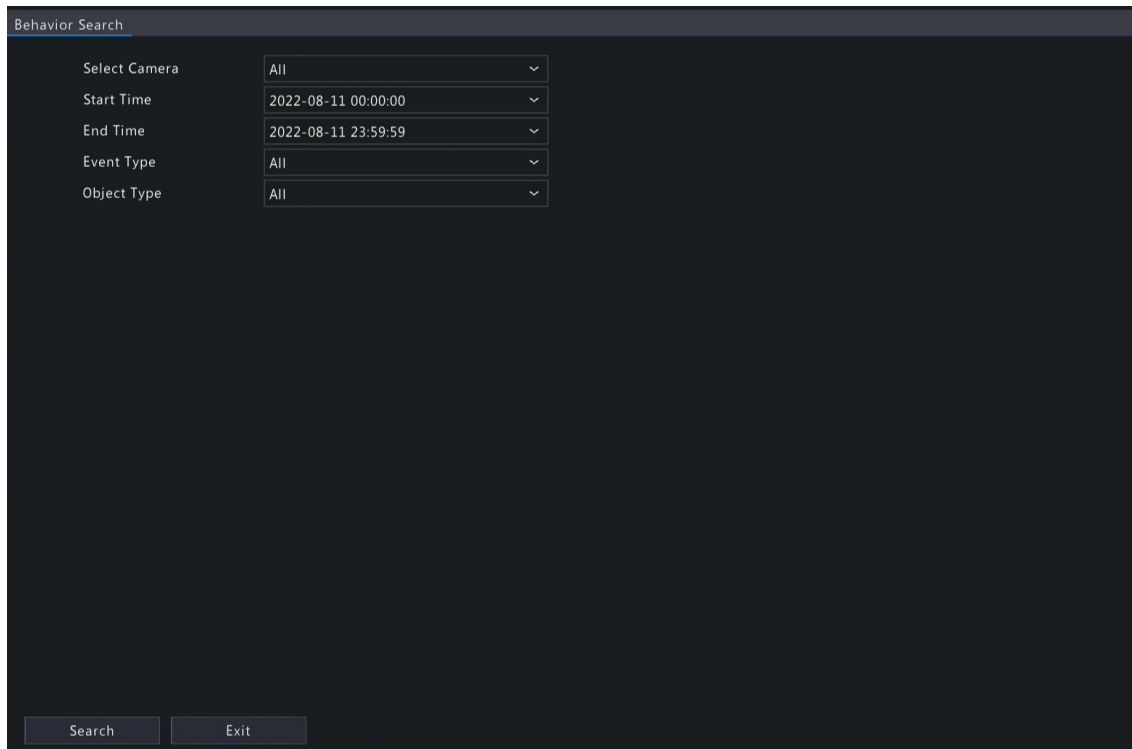 Behavior Search
Select Camera All
Start Time 2022-08-11 00:00:00
End Time 2022-08-11 23:59:59
Event Type All
Object Type All
Search Exit